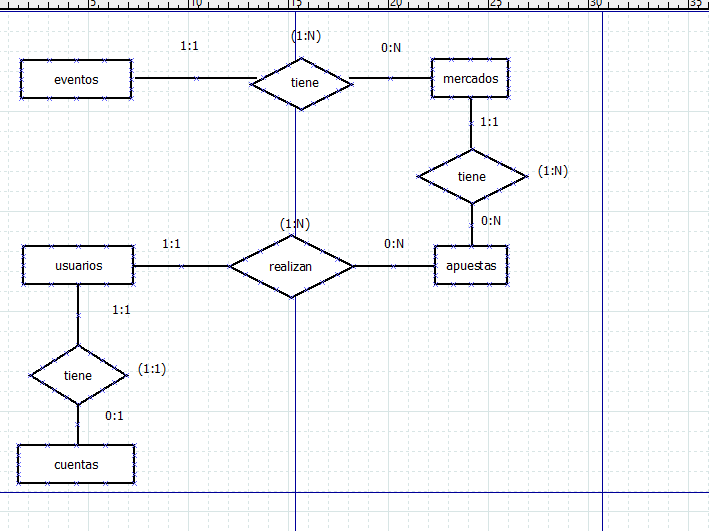 5 10 15 20 25 30 35
(1:N)
1:1 0:N
eventos tiene mercados
1:1
tiene (1:N)
0:N
(1:N)
1:1 0:N
usuarios realizan apuestas
1:1
tiene (1:1)
0:1
cuentas